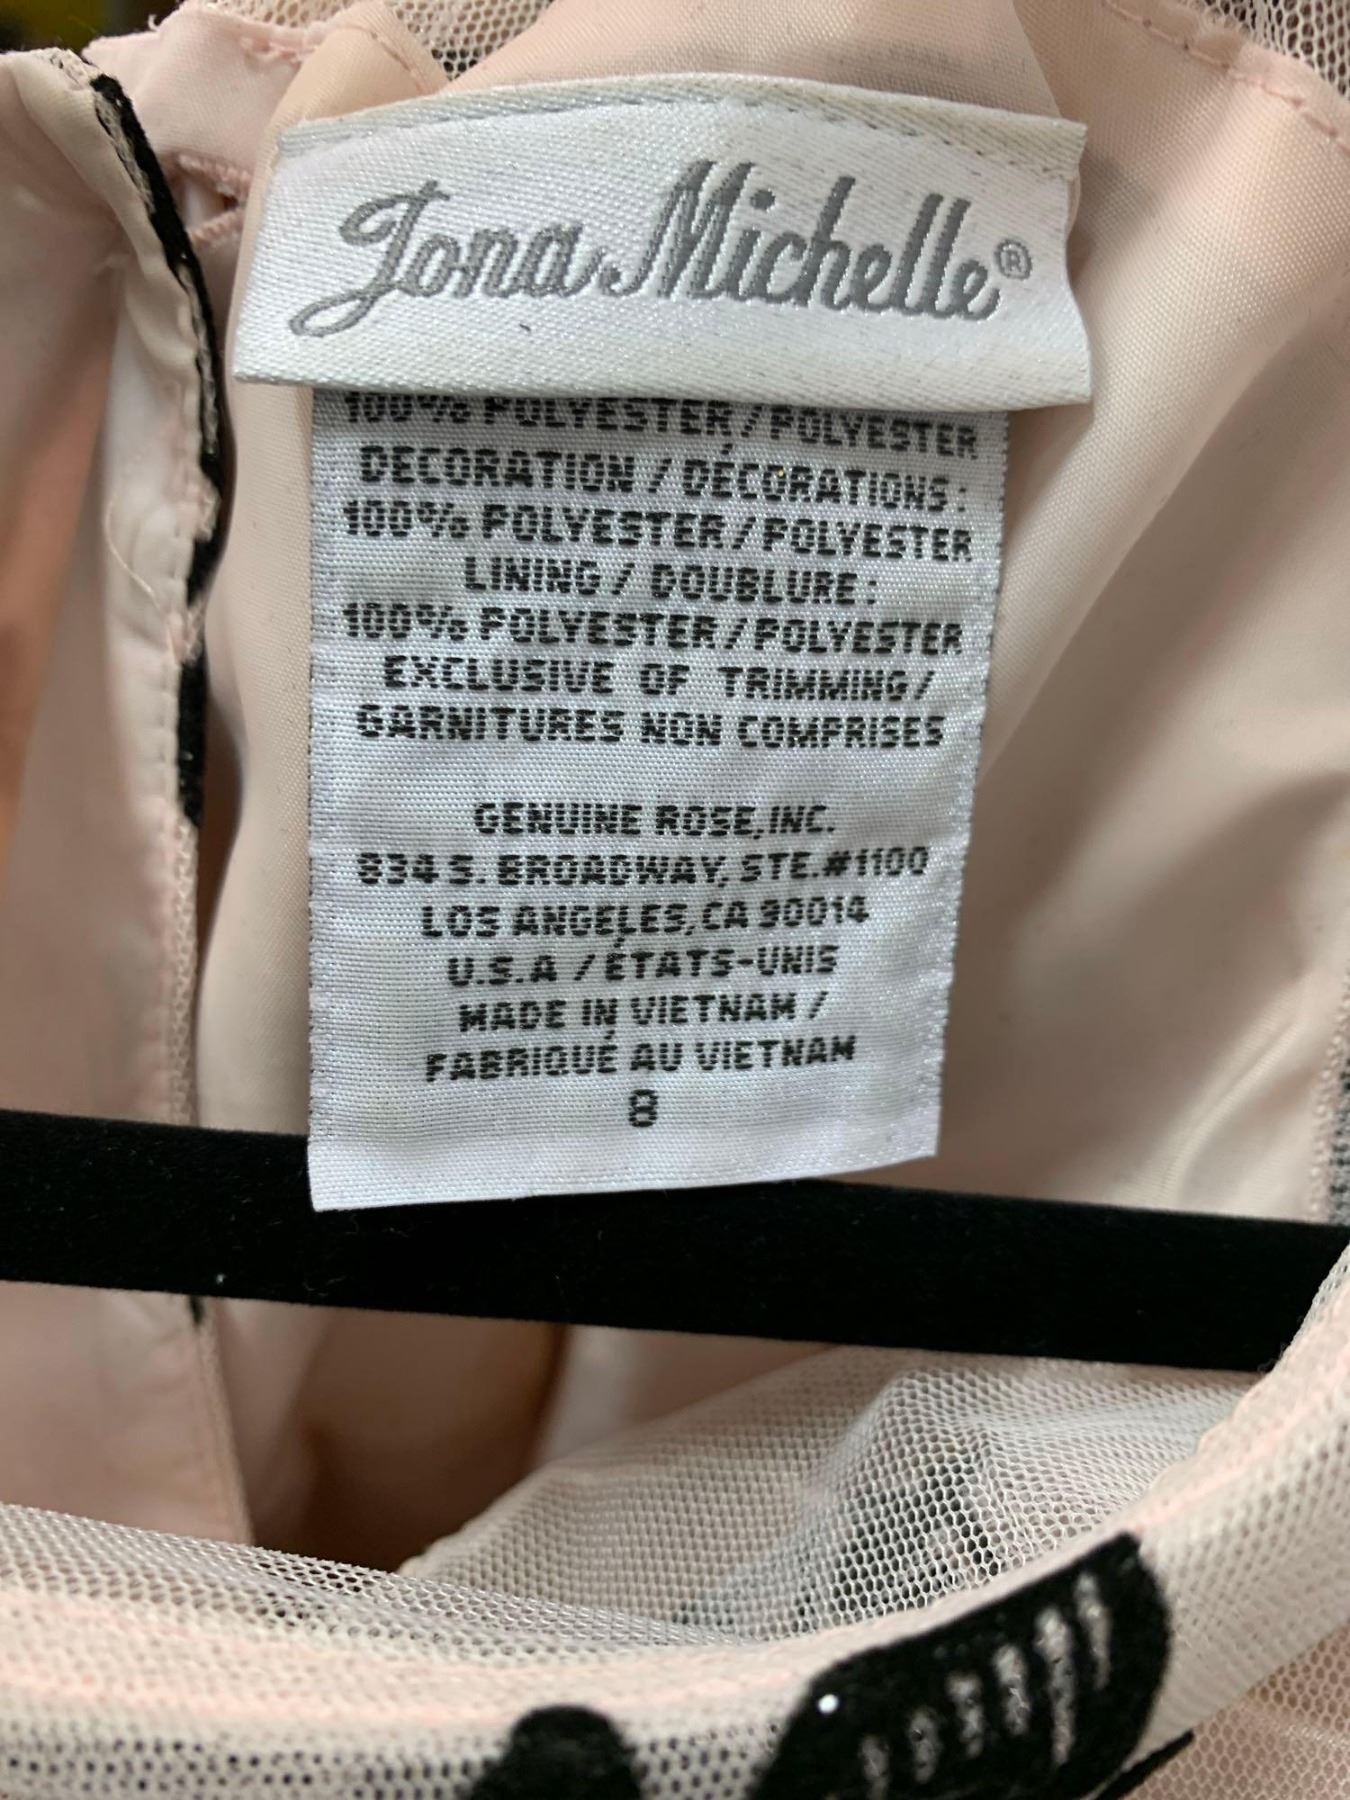 Jona Michelle®
100% POLYESTER / POLYESTER
DECORATION / DÉCORATIONS :
100% POLYESTER / POLYESTER
LINING / DOUBLURE :
100% POLYESTER / POLYESTER
EXCLUSIVE OF TRIMMING /
GARNITURES NON COMPRISES
GENUINE ROSE, INC.
834 S. BROADWAY, STE.#1100
LOS ANGELES, CA 90014
U.S.A / ÉTATS-UNIS
MADE IN VIETNAM /
FABRIQUÉ AU VIETNAM
8